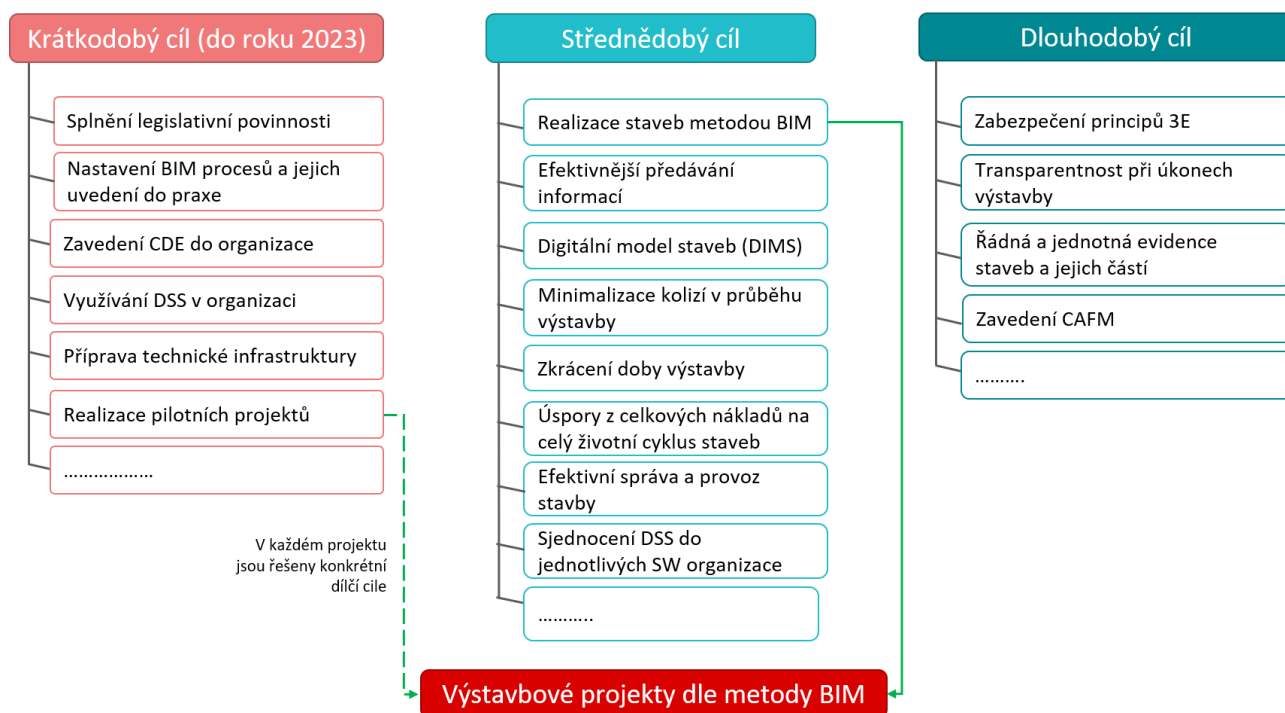 Krátkodobý cíl (do roku 2023)
Splnění legislativní povinnosti
Nastavení BIM procesů a jejich
uvedení do praxe
Zavedení CDE do organizace
Využívání DSS v organizaci
Příprava technické infrastruktury
Realizace pilotních projektů
………………
V každém projektu
jsou řešeny konkrétní
dílčí cile
Střednědobý cíl
Realizace staveb metodou BIM
Efektivnější předávání
informací
Digitální model staveb (DIMS)
Minimalizace kolizí v průběhu
výstavby
Zkrácení doby výstavby
Úspory z celkových nákladů na
celý životní cyklus staveb
Efektivní správa a provoz
stavby
Sjednocení DSS do
jednotlivých SW organizace
………..
Dlouhodobý cíl
Zabezpečení principů 3E
Transparentnost při úkonech
výstavby
Řádná a jednotná evidence
staveb a jejich částí
Zavedení CAFM
……….
Výstavbové projekty dle metody BIM